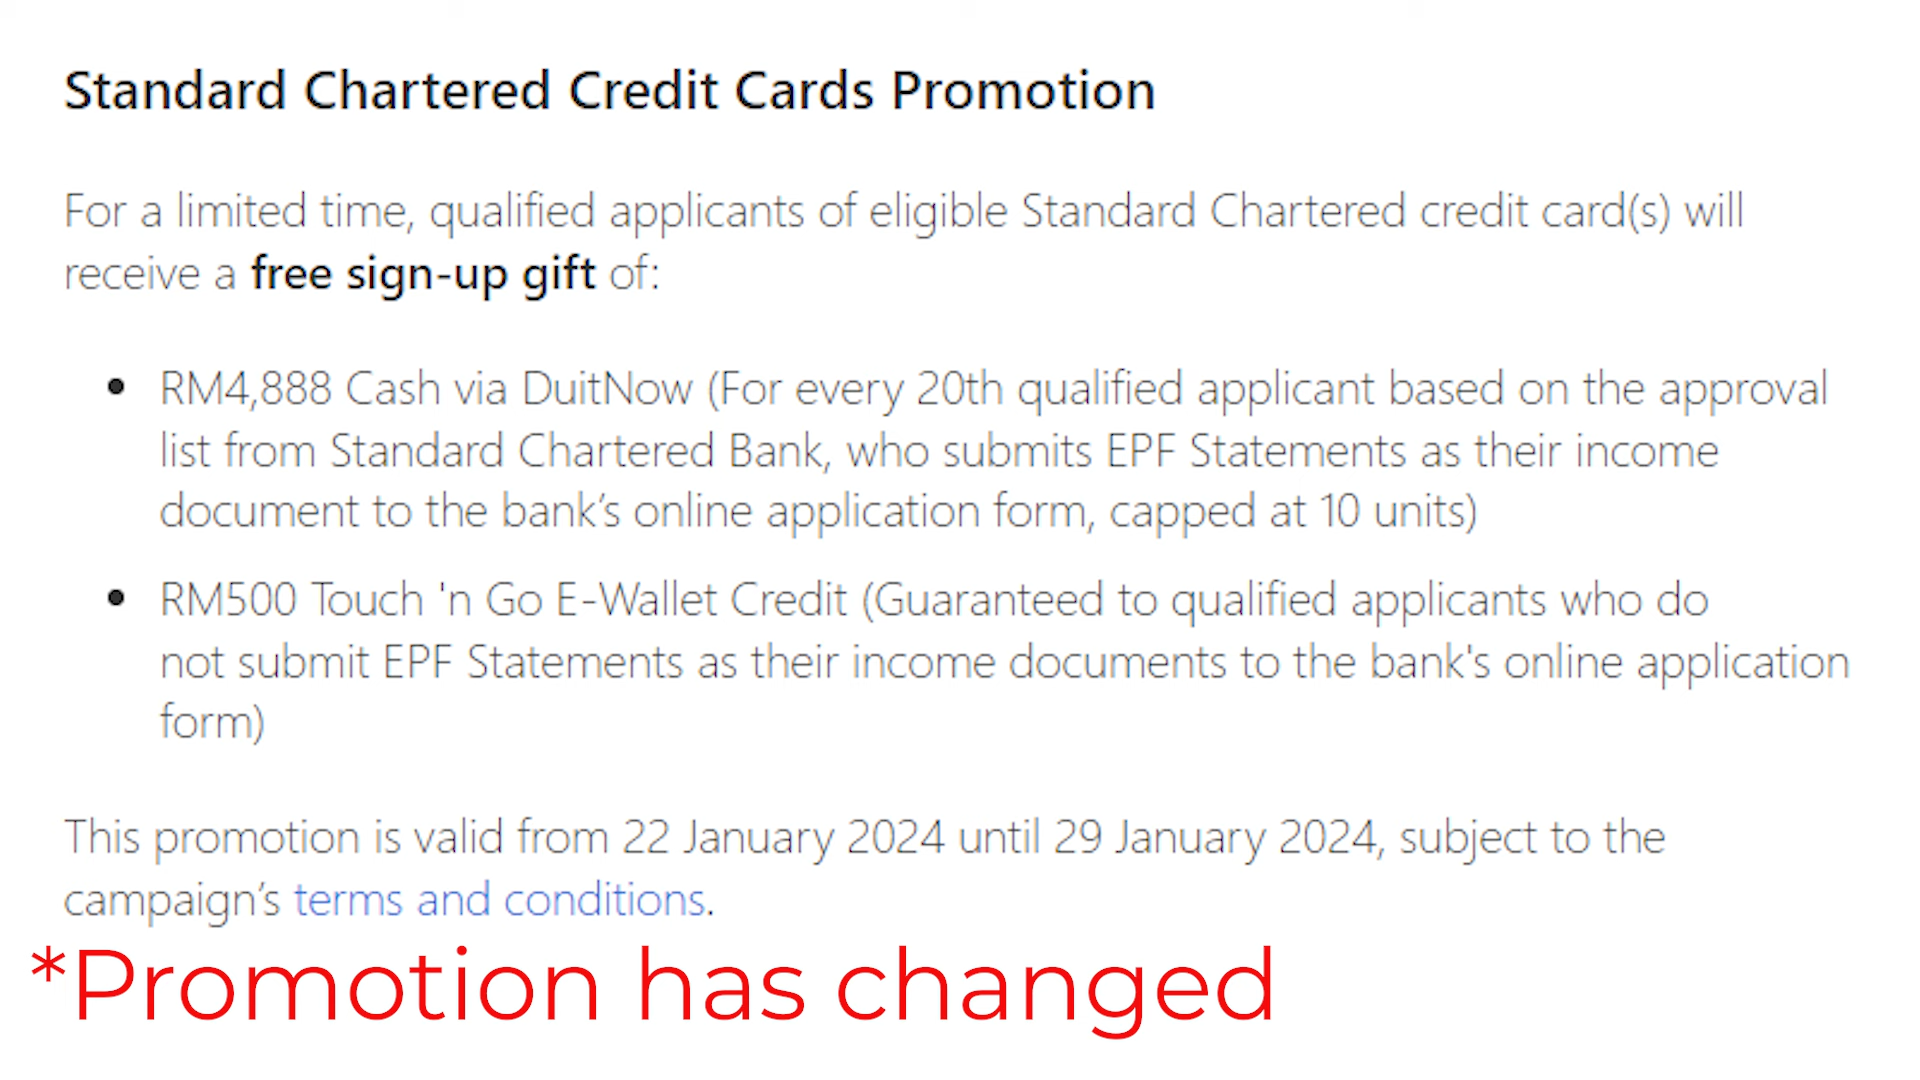 Standard Chartered Credit Cards Promotion
For a limited time, qualified applicants of eligible Standard Chartered credit card(s) will
receive a free sign-up gift of:
• RM4,888 Cash via DuitNow (For every 20th qualified applicant based on the approval
list from Standard Chartered Bank, who submits EPF Statements as their income
document to the bank’s online application form, capped at 10 units)
• RM500 Touch 'n Go E-Wallet Credit (Guaranteed to qualified applicants who do
not submit EPF Statements as their income documents to the bank's online application
form)
This promotion is valid from 22 January 2024 until 29 January 2024, subject to the
campaign’s terms and conditions.
*Promotion has changed